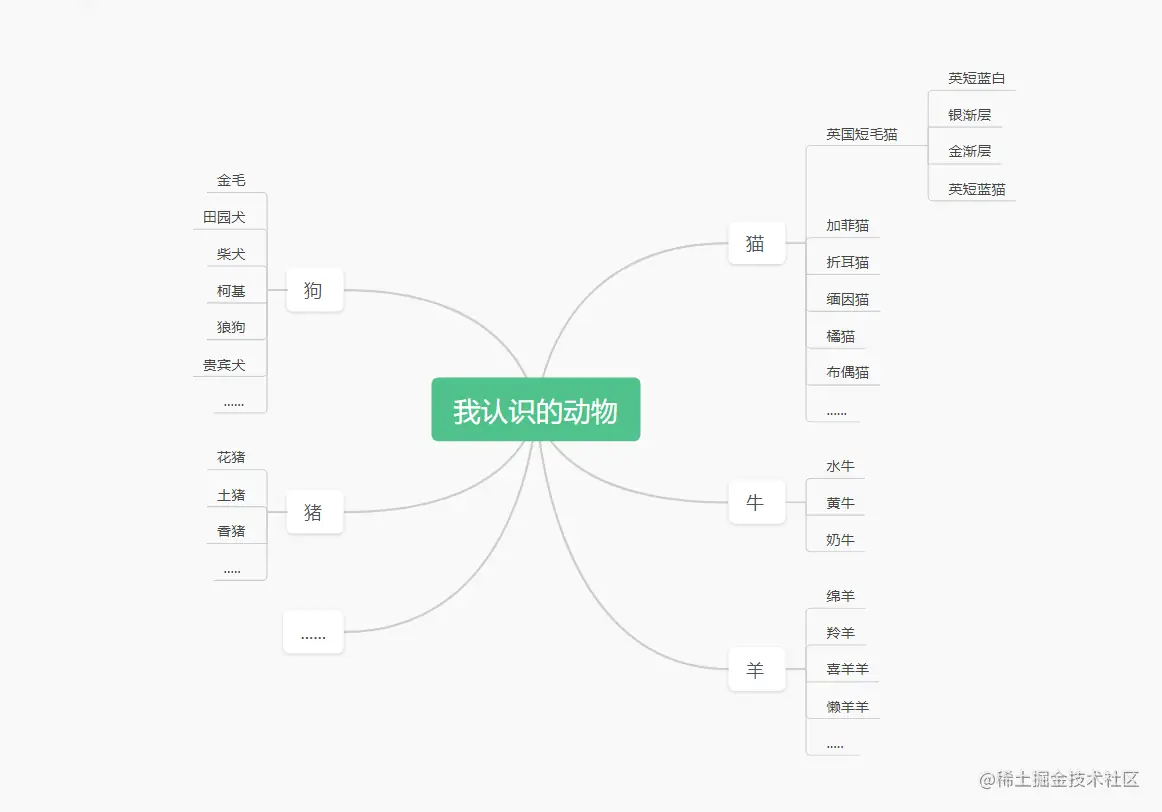 我认识的动物
猫
英国短毛猫
英短蓝白
银渐层
金渐层
英短蓝猫
加菲猫
折耳猫
缅因猫
橘猫
布偶猫
......
牛
水牛
黄牛
奶牛
羊
绵羊
羚羊
喜羊羊
懒羊羊
.....
狗
金毛
田园犬
柴犬
柯基
狼狗
贵宾犬
......
猪
花猪
土猪
香猪
.....
......
@稀土掘金技术社区